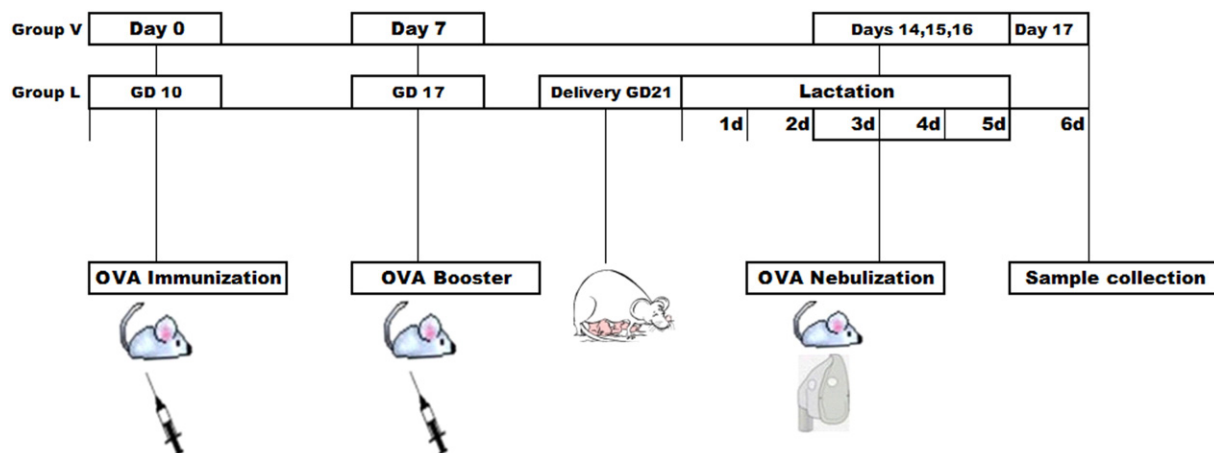 Group V Day 0 Day 7 Days 14,15,16 Day 17
Group L GD 10 GD 17 Delivery GD21 Lactation
1d 2d 3d 4d 5d 6d
OVA Immunization OVA Booster OVA Nebulization Sample collection